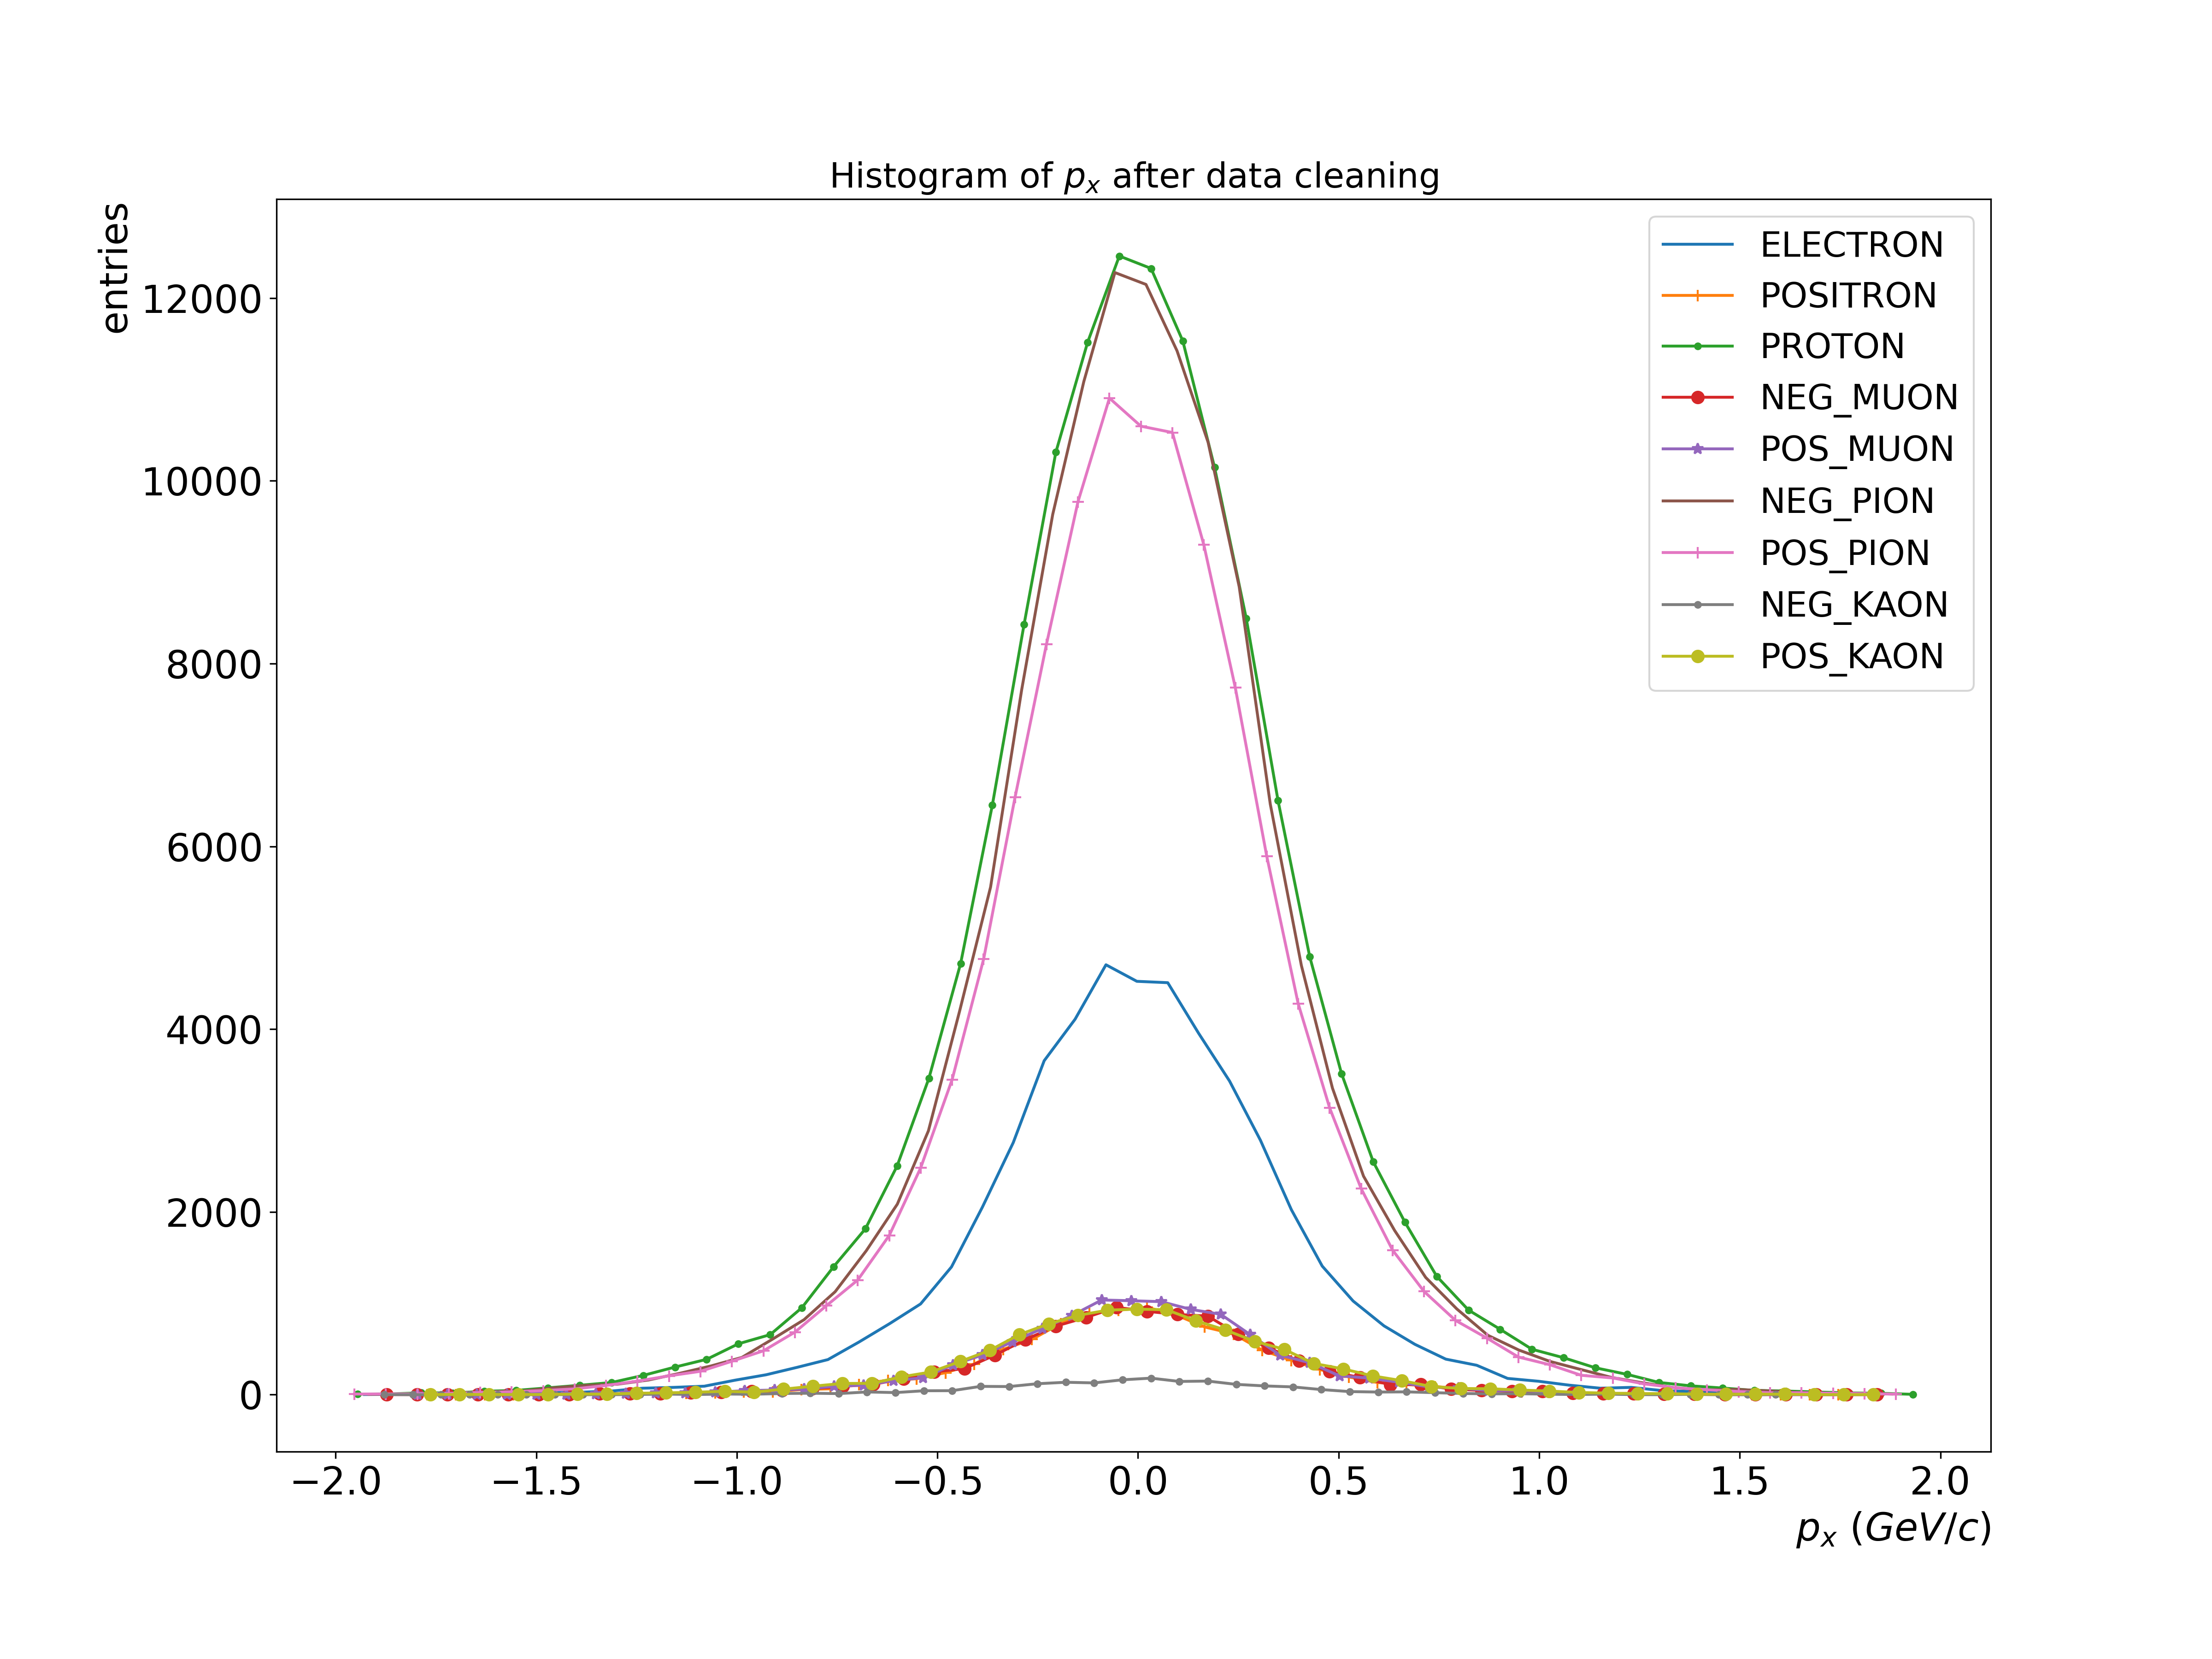 Histogram of pₓ after data cleaning
entries
12000
10000
8000
6000
4000
2000
0
−2.0 −1.5 −1.0 −0.5 0.0 0.5 1.0 1.5 2.0
pₓ (GeV/c)
ELECTRON
POSITRON
PROTON
NEG_MUON
POS_MUON
NEG_PION
POS_PION
NEG_KAON
POS_KAON